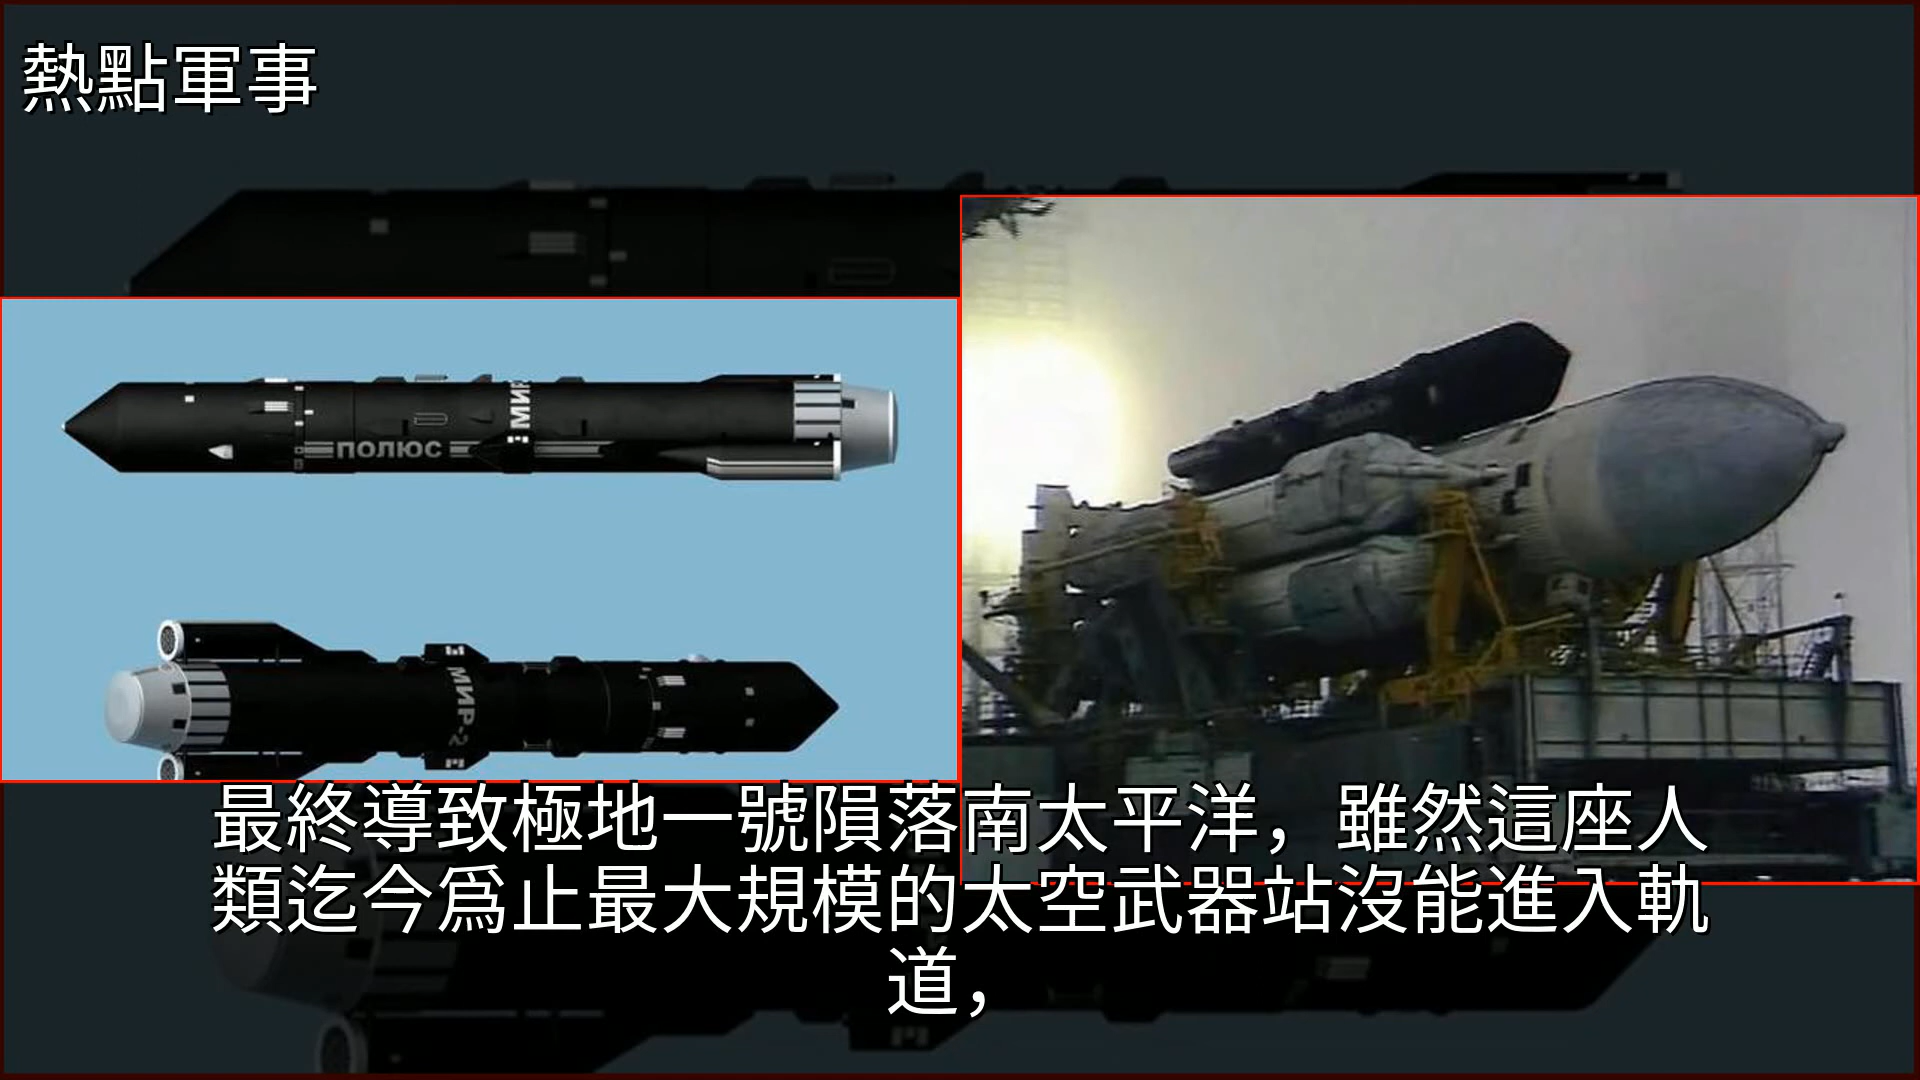 熱點軍事
ПОЛЮС
МИР
МИР-2
最終導致極地一號隕落南太平洋，雖然這座人
類迄今爲止最大規模的太空武器站沒能進入軌
道，